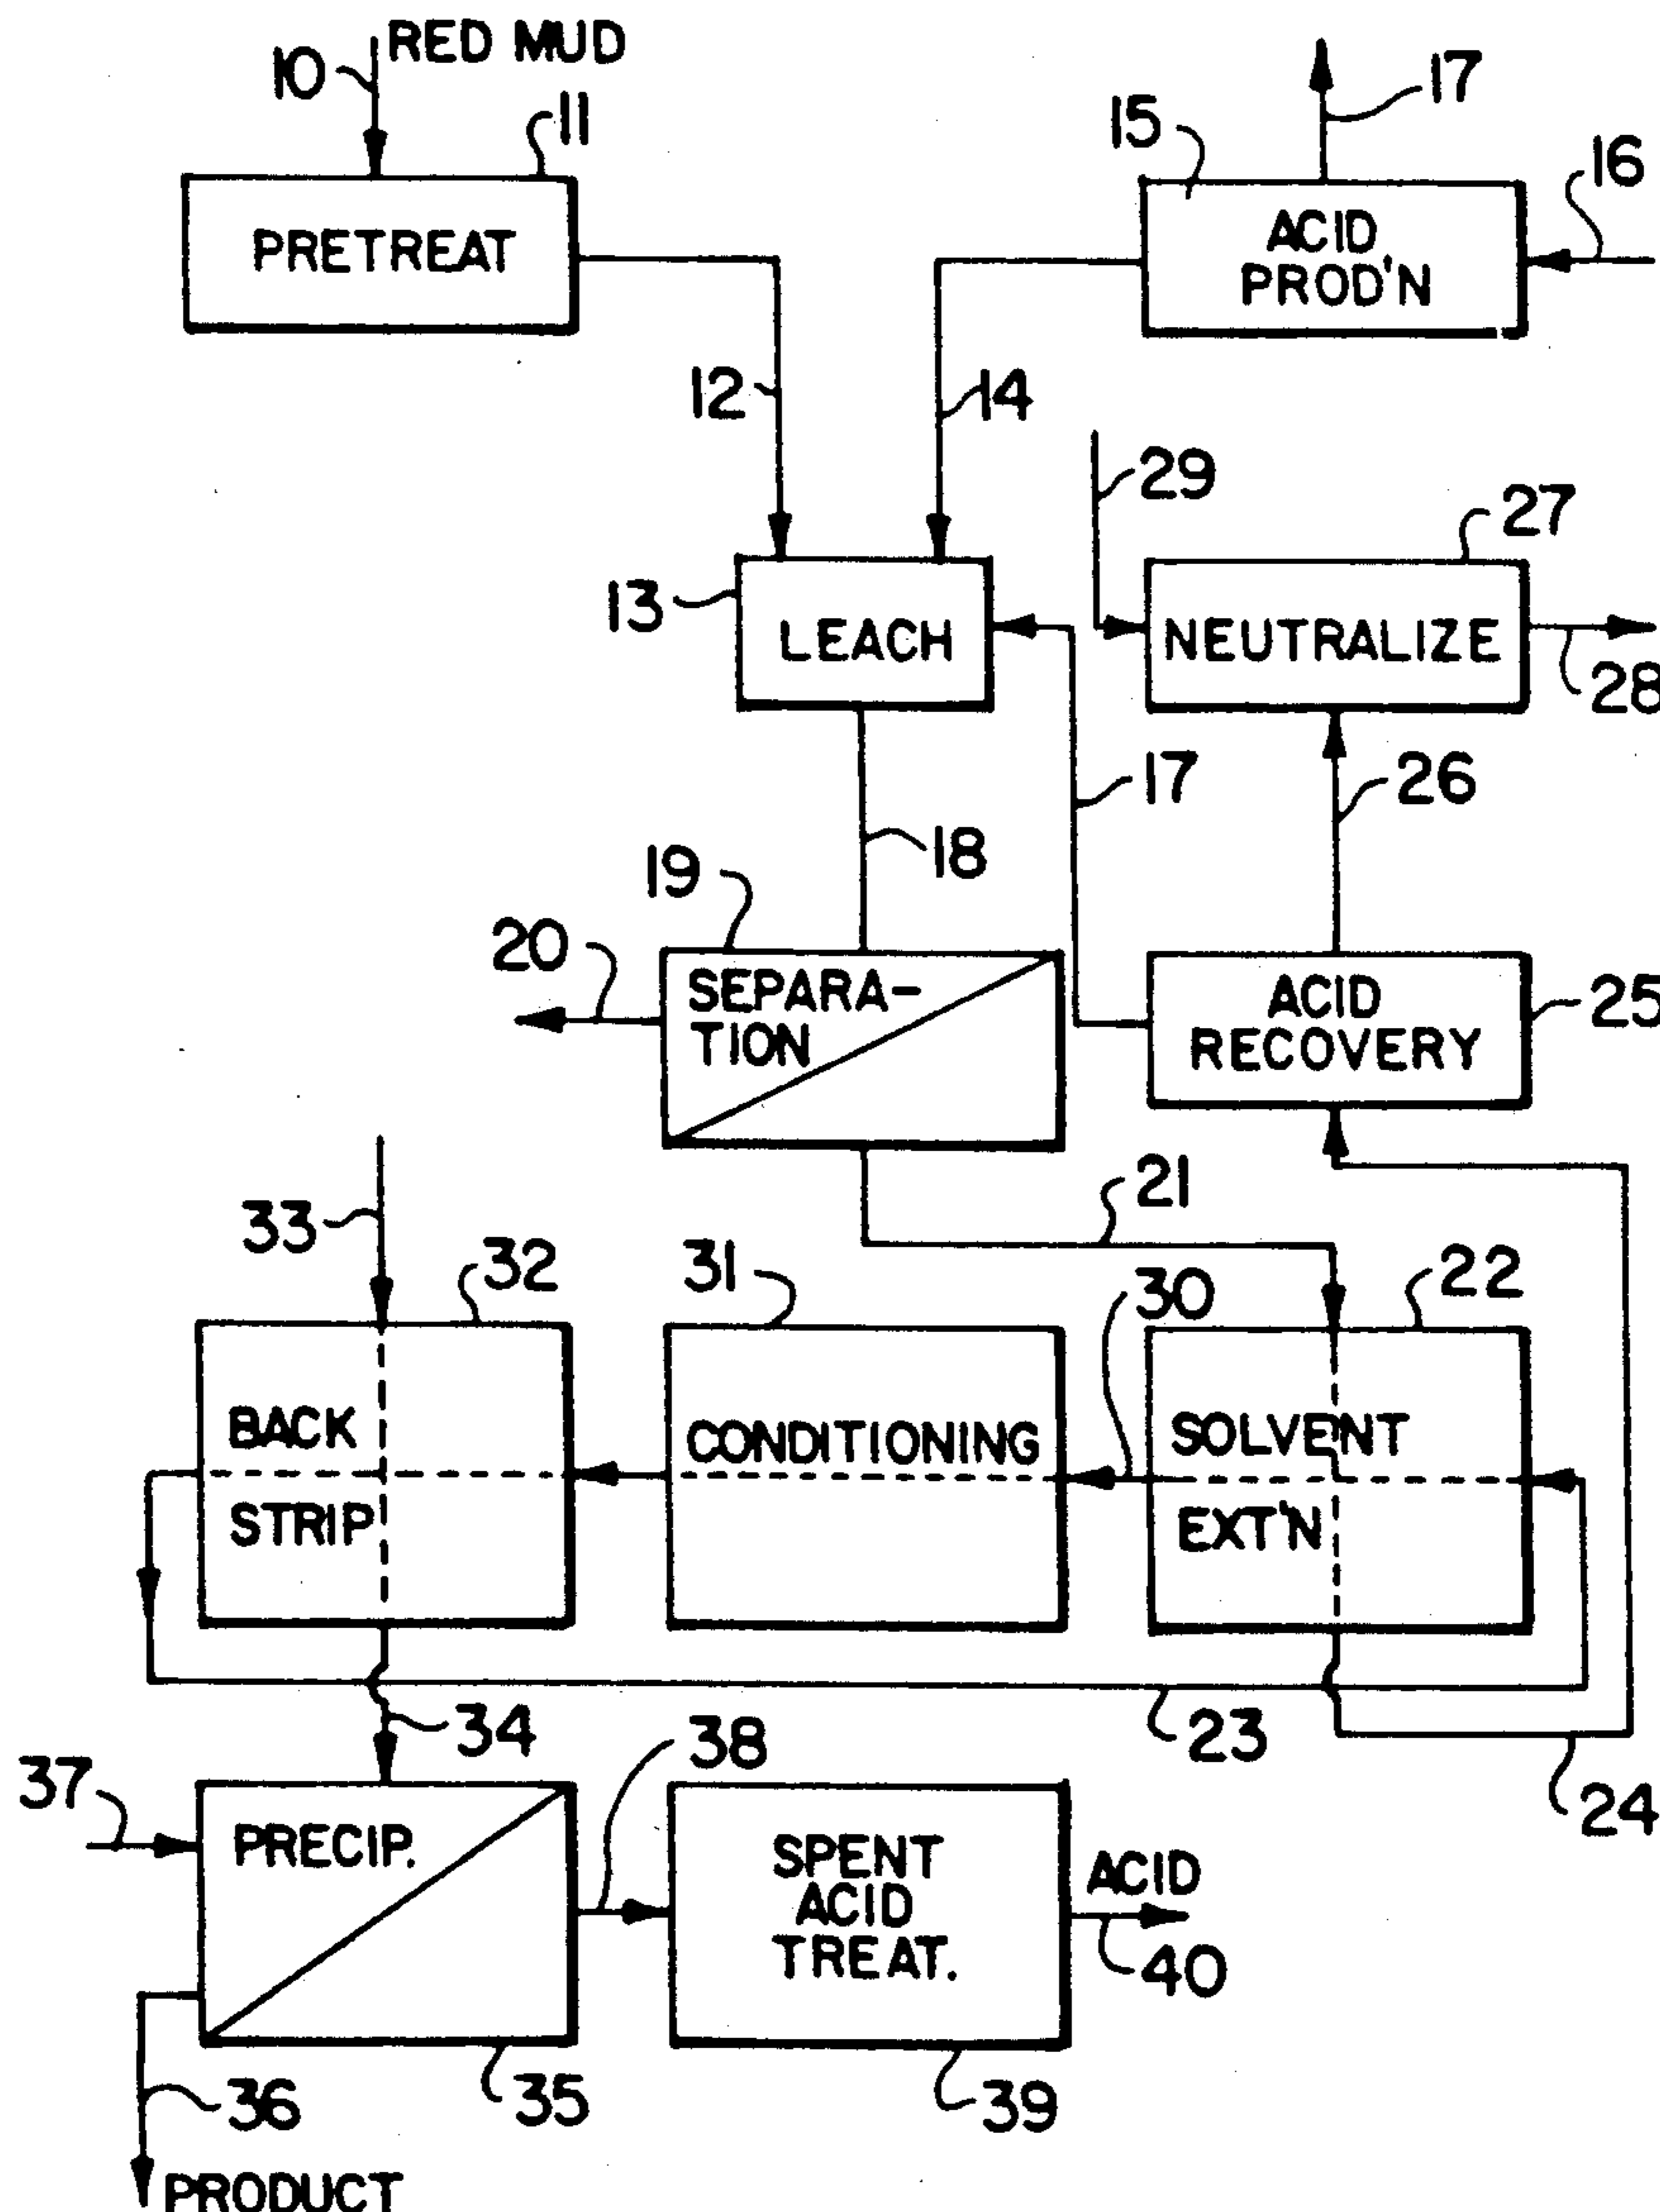 RED MUD
10
11
PRETREAT
17
15
16
ACID
PROD'N
12
14
29
27
13
LEACH
NEUTRALIZE
28
17
26
18
19
20
SEPARA-
TION
ACID
RECOVERY
25
21
33
32
31
30
22
BACK
STRIP
CONDITIONING
SOLVENT
EXT'N
34
23
24
37
38
PRECIP.
SPENT
ACID
TREAT.
ACID
40
36
35
39
PRODUCT